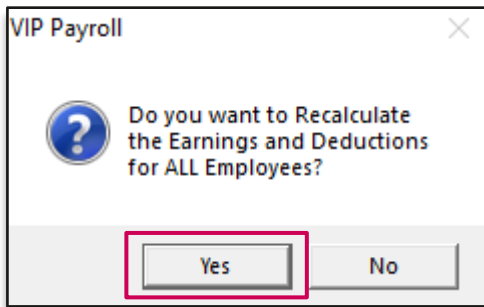 VIP Payroll
Do you want to Recalculate
the Earnings and Deductions
for ALL Employees?
Yes No